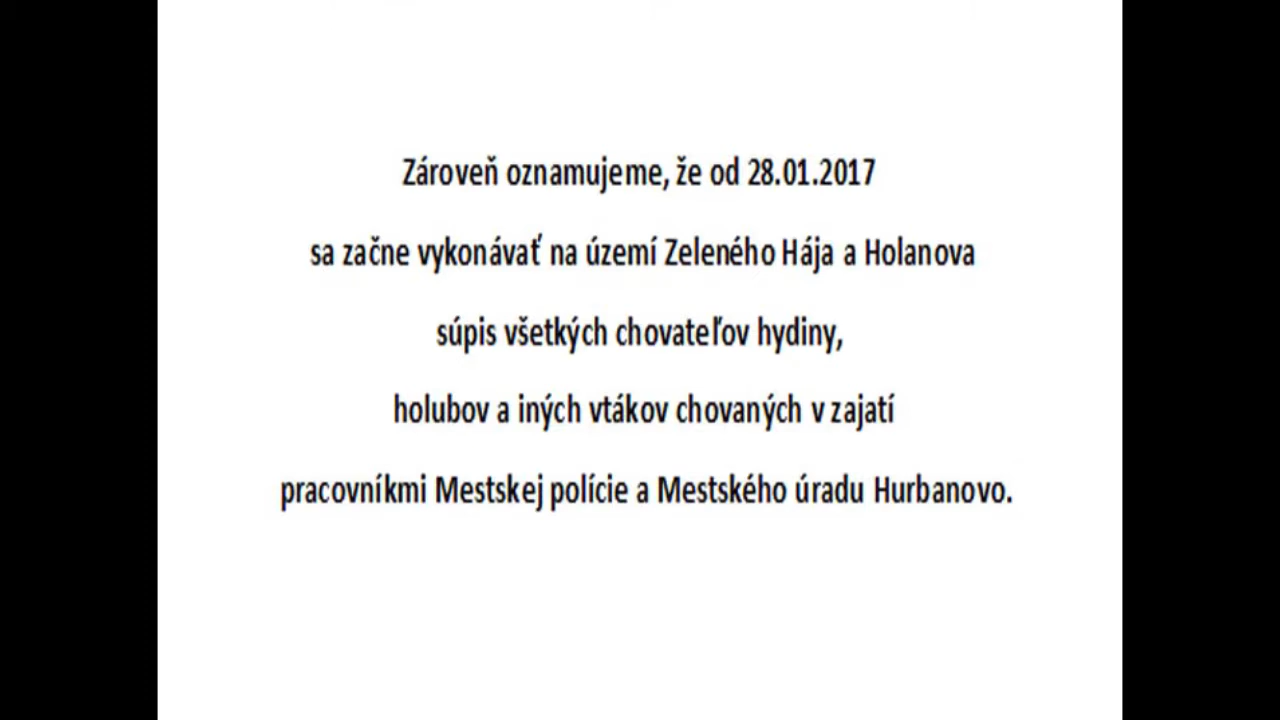 Zároveň oznamujeme, že od 28.01.2017
sa začne vykonávať na území Zeleného Hája a Holanova
súpis všetkých chovateľov hydiny,
holubov a iných vtákov chovaných v zajatí
pracovníkmi Mestskej polície a Mestského úradu Hurbanovo.